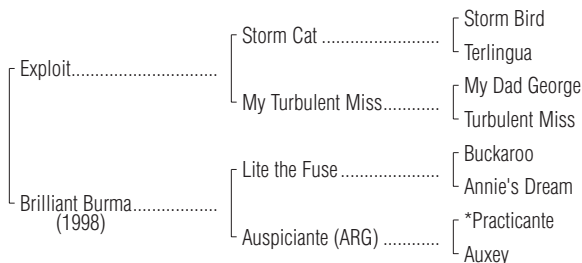 Storm Bird
Storm Cat ........................
Terlingua
Exploit..............................
My Dad George
My Turbulent Miss............
Turbulent Miss
Buckaroo
Lite the Fuse ....................
Annie's Dream
Brilliant Burma.................
(1998)
*Practicante
Auspiciante (ARG) ............
Auxey